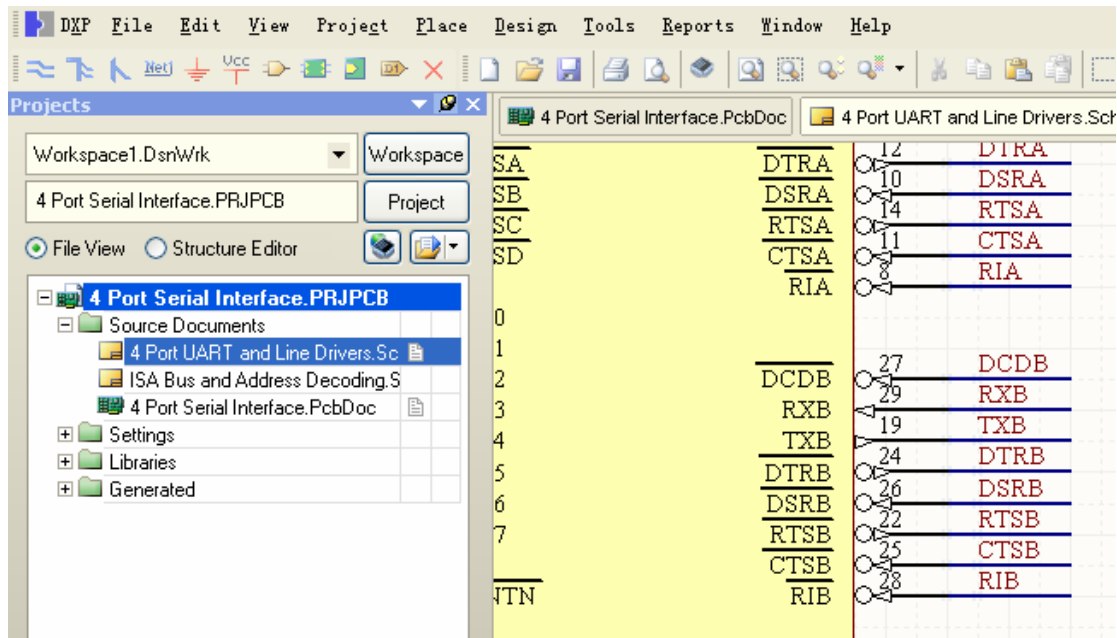 DXP File Edit View Project Place Design Tools Reports Window Help
Net1 Vcc
Projects
4 Port Serial Interface.PcbDoc 4 Port UART and Line Drivers.Sch
Workspace1.DsnWrk Workspace
4 Port Serial Interface.PRJPCB Project
File View Structure Editor
4 Port Serial Interface.PRJPCB
Source Documents
4 Port UART and Line Drivers.Sc
ISA Bus and Address Decoding.S
4 Port Serial Interface.PcbDoc
Settings
Libraries
Generated
SA DTRA 12 DTRA
SB DSRA 10 DSRA
SC RTSA 14 RTSA
SD CTSA 11 CTSA
RIA 8 RIA
0
1
2 DCDB 27 DCDB
3 RXB 29 RXB
4 TXB 19 TXB
5 DTRB 24 DTRB
6 DSRB 26 DSRB
7 RTSB 22 RTSB
CTSB 25 CTSB
NTN RIB 28 RIB